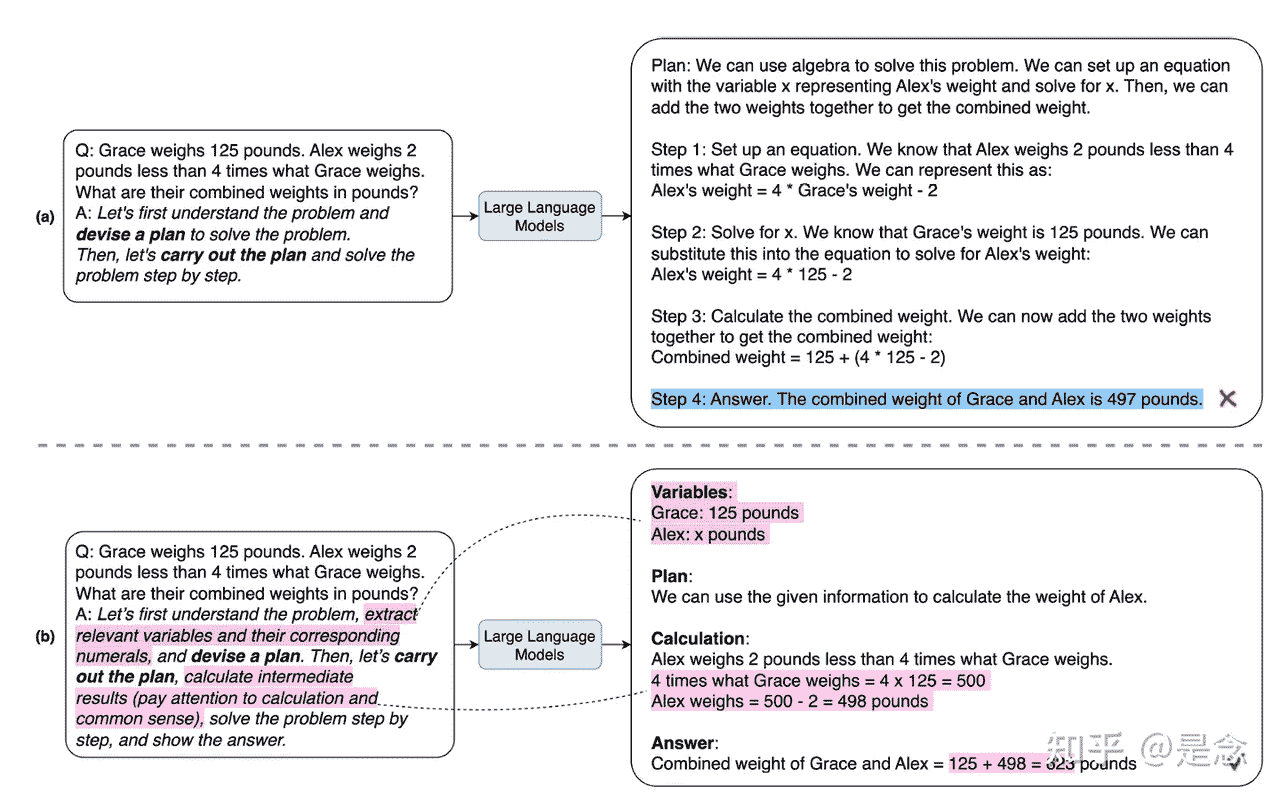 (a)
Q: Grace weighs 125 pounds. Alex weighs 2
pounds less than 4 times what Grace weighs.
What are their combined weights in pounds?
A: Let's first understand the problem and
devise a plan to solve the problem.
Then, let's carry out the plan and solve the
problem step by step.
Large Language
Models
Plan: We can use algebra to solve this problem. We can set up an equation
with the variable x representing Alex's weight and solve for x. Then, we can
add the two weights together to get the combined weight.
Step 1: Set up an equation. We know that Alex weighs 2 pounds less than 4
times what Grace weighs. We can represent this as:
Alex's weight = 4 * Grace's weight - 2
Step 2: Solve for x. We know that Grace's weight is 125 pounds. We can
substitute this into the equation to solve for Alex's weight:
Alex's weight = 4 * 125 - 2
Step 3: Calculate the combined weight. We can now add the two weights
together to get the combined weight:
Combined weight = 125 + (4 * 125 - 2)
Step 4: Answer. The combined weight of Grace and Alex is 497 pounds.
(b)
Q: Grace weighs 125 pounds. Alex weighs 2
pounds less than 4 times what Grace weighs.
What are their combined weights in pounds?
A: Let's first understand the problem, extract
relevant variables and their corresponding
numerals, and devise a plan. Then, let's carry
out the plan, calculate intermediate
results (pay attention to calculation and
common sense), solve the problem step by
step, and show the answer.
Large Language
Models
Variables:
Grace: 125 pounds
Alex: x pounds
Plan:
We can use the given information to calculate the weight of Alex.
Calculation:
Alex weighs 2 pounds less than 4 times what Grace weighs.
4 times what Grace weighs = 4 x 125 = 500
Alex weighs = 500 - 2 = 498 pounds
Answer:
Combined weight of Grace and Alex = 125 + 498 = 623 pounds
知乎 @是念